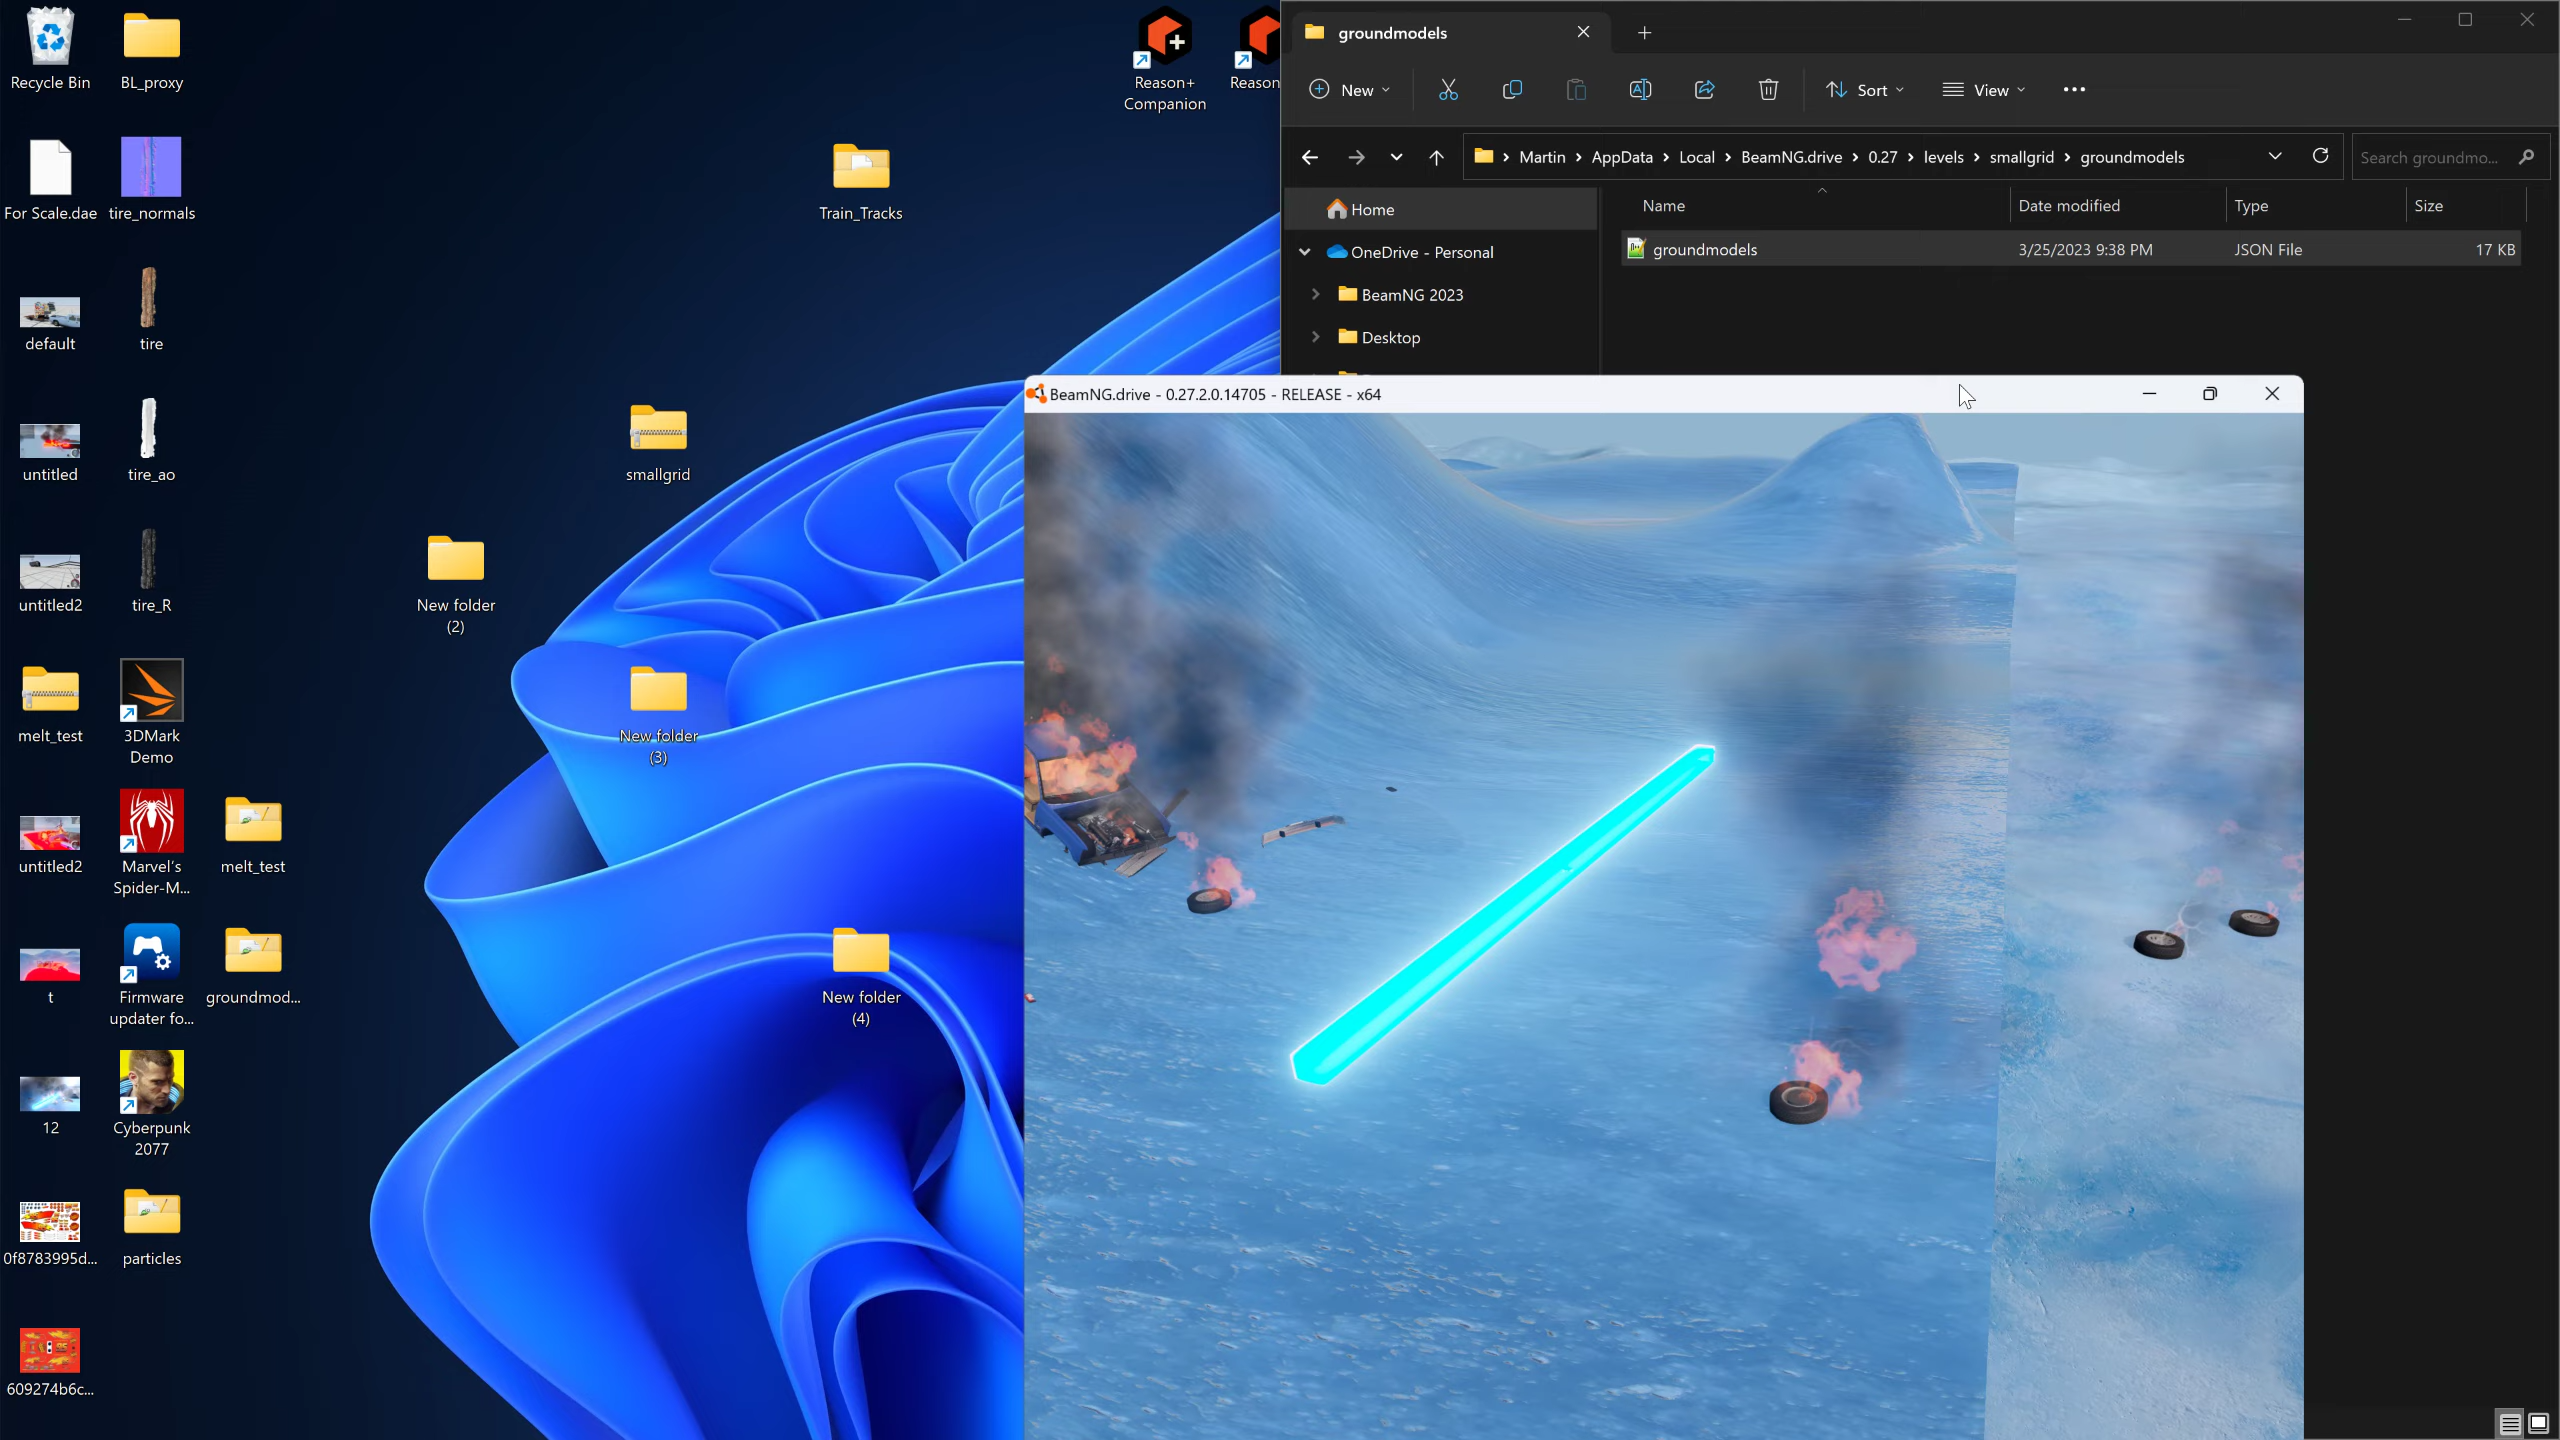 Recycle Bin
BL_proxy
For Scale.dae
tire_normals
default
tire
untitled
tire_ao
untitled2
tire_R
melt_test
3DMark
Demo
untitled2
Marvel's
Spider-M...
melt_test
t
Firmware
updater fo...
groundmod...
12
Cyberpunk
2077
0f8783995d...
particles
609274b6c...
Train_Tracks
smallgrid
New folder
(2)
New folder
(3)
New folder
(4)
Reason+
Companion
Reason
groundmodels
New
Sort
View
Martin > AppData > Local > BeamNG.drive > 0.27 > levels > smallgrid > groundmodels
Search groundmo...
Home
OneDrive - Personal
BeamNG 2023
Desktop
Name
Date modified
Type
Size
groundmodels
3/25/2023 9:38 PM
JSON File
17 KB
BeamNG.drive - 0.27.2.0.14705 - RELEASE - x64